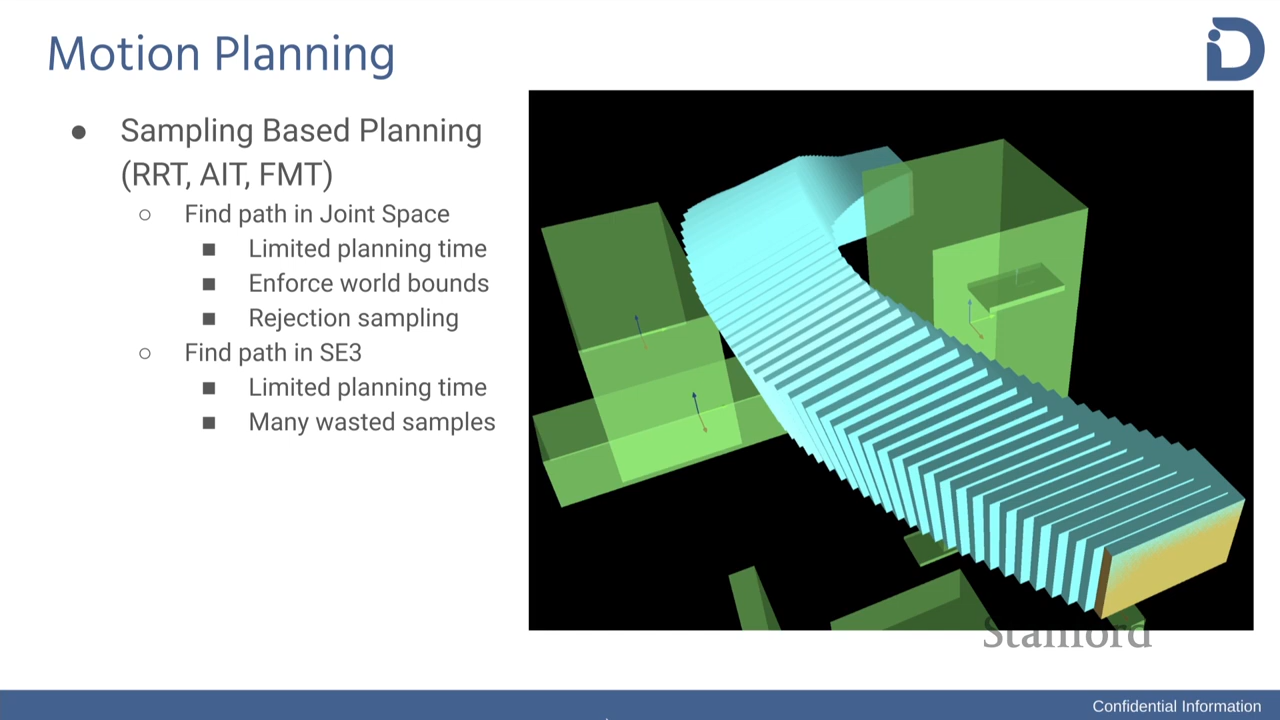 Motion Planning
● Sampling Based Planning
(RRT, AIT, FMT)
○ Find path in Joint Space
■ Limited planning time
■ Enforce world bounds
■ Rejection sampling
○ Find path in SE3
■ Limited planning time
■ Many wasted samples
Stanford
Confidential Information